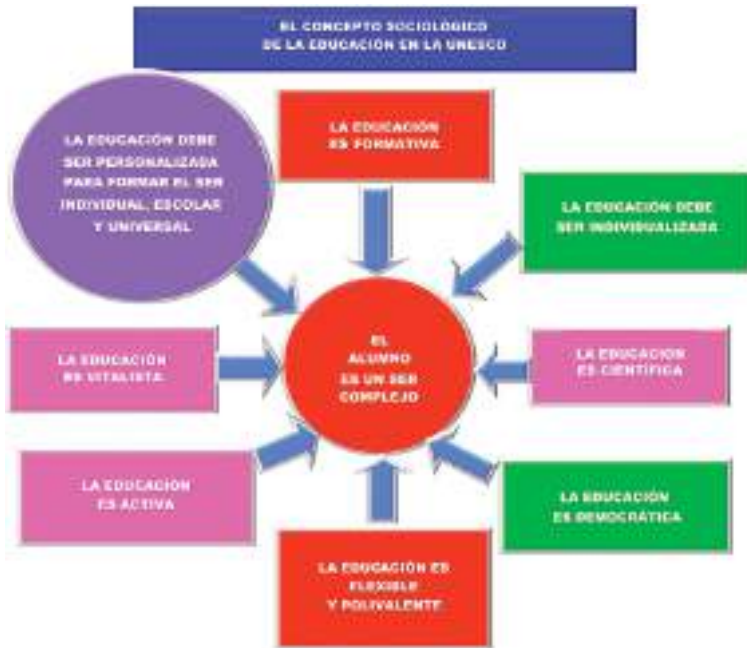 EL CONCEPTO SOCIOLÓGICO
DE LA EDUCACIÓN EN LA UNESCO
LA EDUCACIÓN DEBE
SER PERSONALIZADA
PARA FORMAR EL SER
INDIVIDUAL, ESCOLAR
Y UNIVERSAL
LA EDUCACIÓN
ES FORMATIVA
LA EDUCACIÓN DEBE
SER INDIVIDUALIZADA
LA EDUCACIÓN
ES VITALISTA
EL
ALUMNO
ES UN SER
COMPLEJO
LA EDUCACIÓN
ES CIENTÍFICA
LA EDUCACIÓN
ES ACTIVA
LA EDUCACIÓN
ES DEMOCRÁTICA
LA EDUCACIÓN ES
FLEXIBLE
Y POLIVALENTE